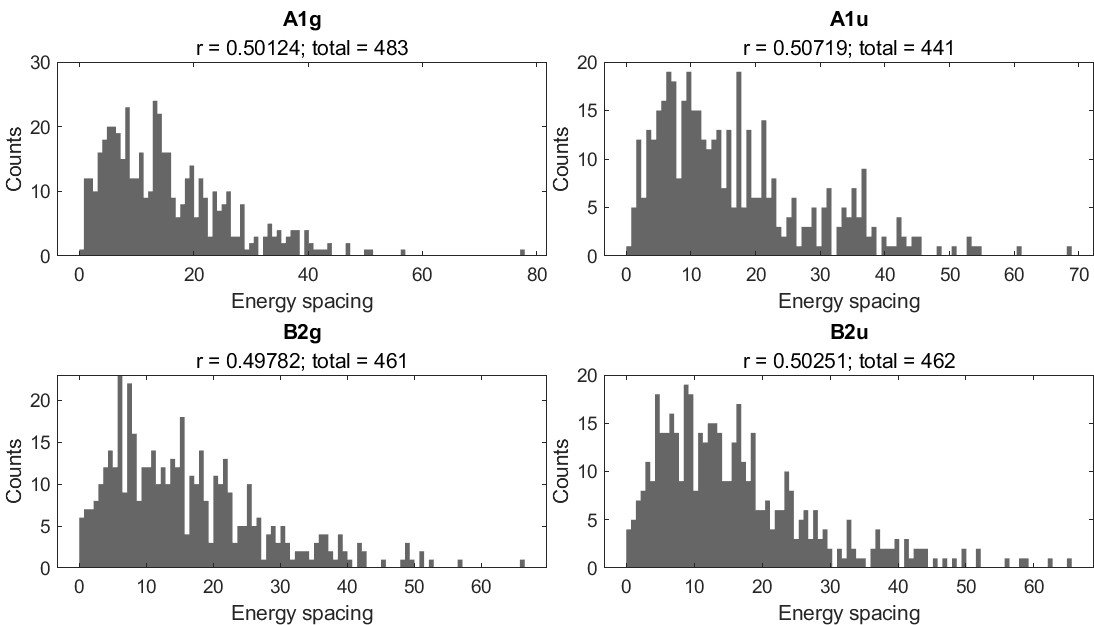 A1g
r = 0.50124; total = 483
30
20
10
0
Counts
0 20 40 60 80
Energy spacing
A1u
r = 0.50719; total = 441
20
15
10
5
0
Counts
0 10 20 30 40 50 60 70
Energy spacing
B2g
r = 0.49782; total = 461
20
15
10
5
0
Counts
0 10 20 30 40 50 60
Energy spacing
B2u
r = 0.50251; total = 462
20
15
10
5
0
Counts
0 10 20 30 40 50 60
Energy spacing